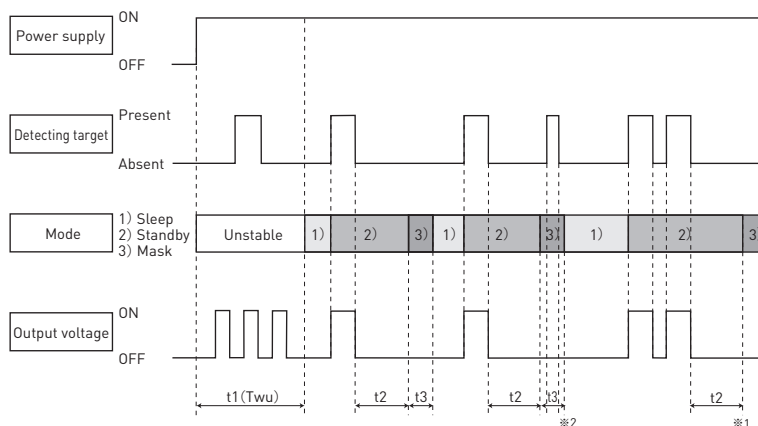 Power supply
ON
OFF
Detecting target
Present
Absent
Mode
1) Sleep
2) Standby
3) Mask
Unstable
1)
2)
3)
1)
2)
3)
1)
2)
3
Output voltage
ON
OFF
t1(Twu)
t2
t3
t2
t3
t2
※2
※1